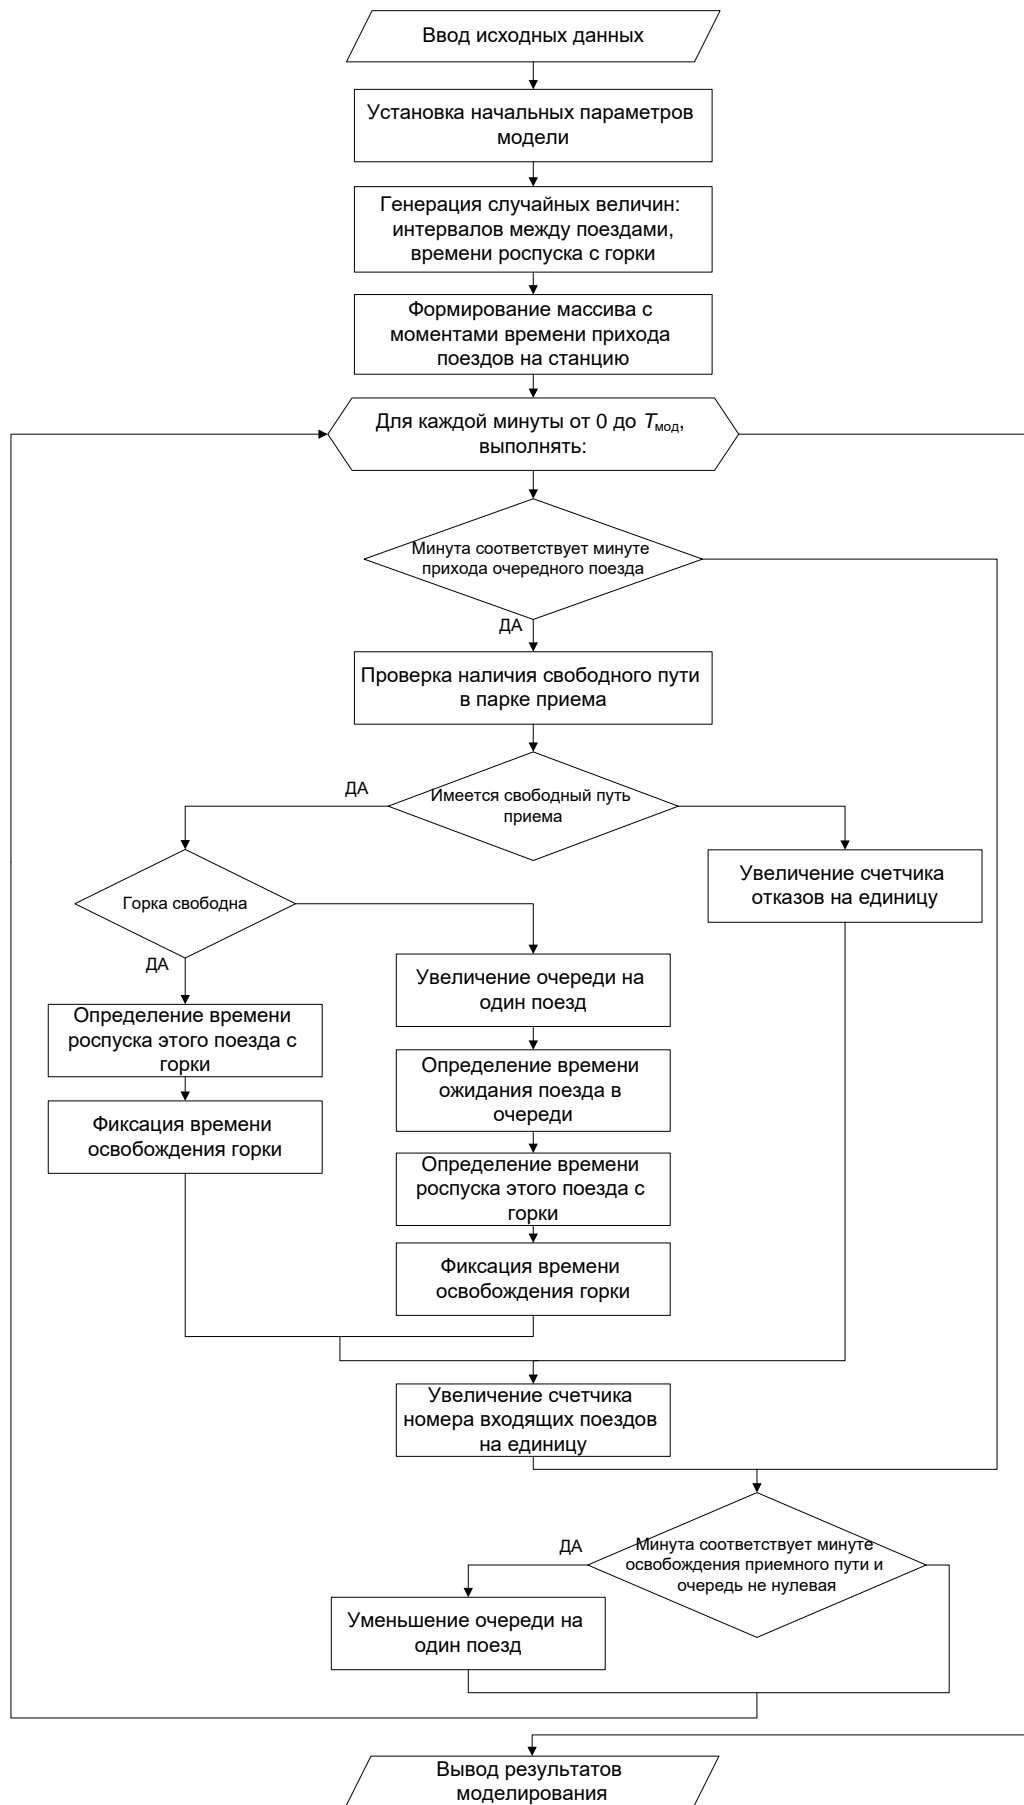 Ввод исходных данных
Установка начальных параметров
модели
Генерация случайных величин:
интервалов между поездами,
времени роспуска с горки
Формирование массива с
моментами времени прихода
поездов на станцию
Для каждой минуты от 0 до Tмод,
выполнять:
Минута соответствует минуте
прихода очередного поезда
ДА
Проверка наличия свободного пути
в парке приема
ДА
Имеется свободный путь
приема
Увеличение счетчика
отказов на единицу
Горка свободна
ДА
Увеличение очереди на
один поезд
Определение времени
роспуска этого поезда с
горки
Определение времени
ожидания поезда в
очереди
Фиксация времени
освобождения горки
Определение времени
роспуска этого поезда с
горки
Фиксация времени
освобождения горки
Увеличение счетчика
номера входящих поездов
на единицу
ДА
Минута соответствует минуте
освобождения приемного пути и
очередь не нулевая
Уменьшение очереди на
один поезд
Вывод результатов
моделирования